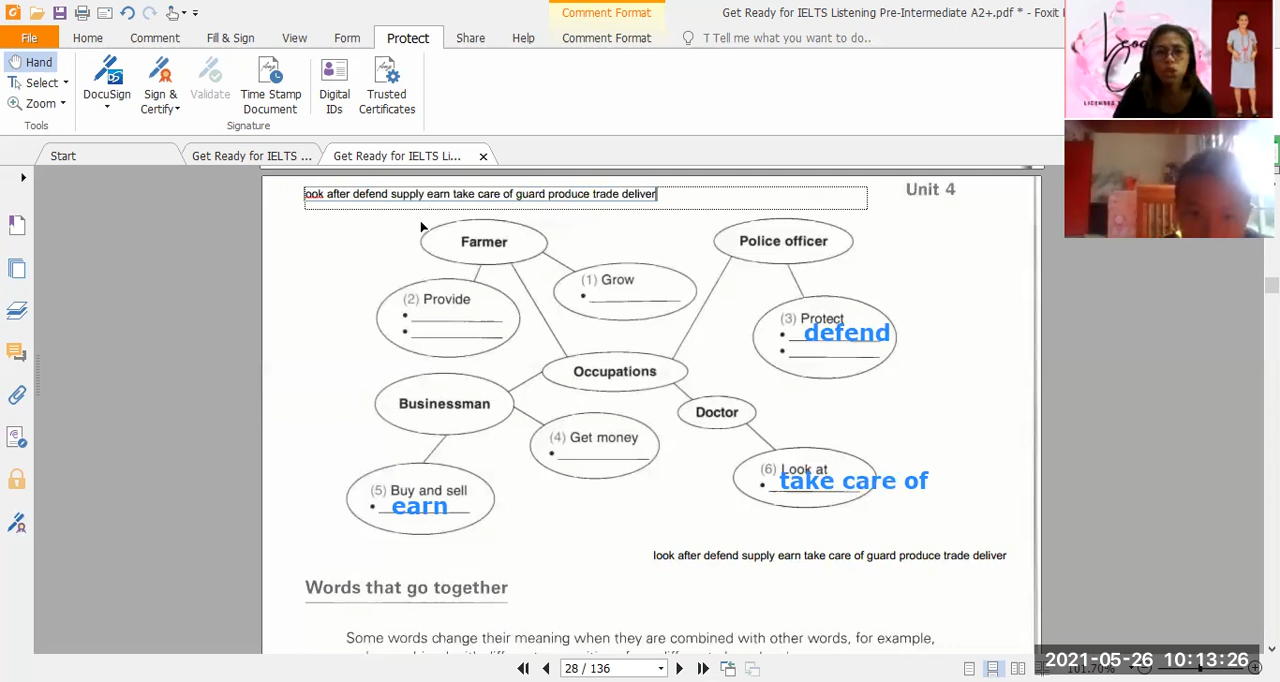 Comment Format
Get Ready for IELTS Listening Pre-Intermediate A2+.pdf * - Foxit
File Home Comment Fill & Sign View Form Protect Share Help Comment Format T Tell me what you want to do..
Hand
Select
Zoom
Tools
DocuSign
Sign & Certify
Validate
Time Stamp Document
Digital IDs
Trusted Certificates
Signature
Start
Get Ready for IELTS ...
Get Ready for IELTS Li...
look after defend supply earn take care of guard produce trade deliver
Unit 4
Farmer
Police officer
(1) Grow
(2) Provide
(3) Protect
defend
Occupations
Businessman
Doctor
(4) Get money
(6) Look at
take care of
(5) Buy and sell
earn
look after defend supply earn take care of guard produce trade deliver
Words that go together
Some words change their meaning when they are combined with other words, for example,
28 / 136
2021-05-26 10:13:26